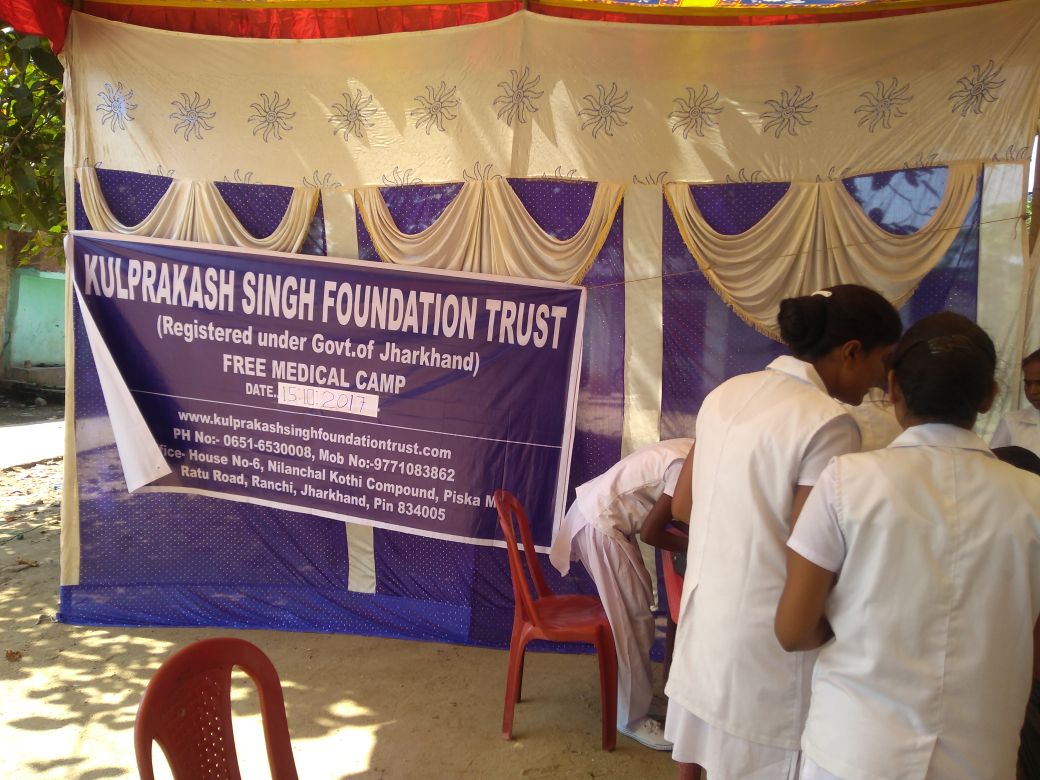 KULPRAKASH SINGH FOUNDATION TRUST
(Registered under Govt.of Jharkhand)
FREE MEDICAL CAMP
DATE..15:10:2017.
www.kulprakashsinghfoundationtrust.com
PH No:- 0651-6530008, Mob No:-9771083862
House No-6, Nilanchal Kothi Compound, Piska
Ratu Road, Ranchi, Jharkhand, Pin 834005